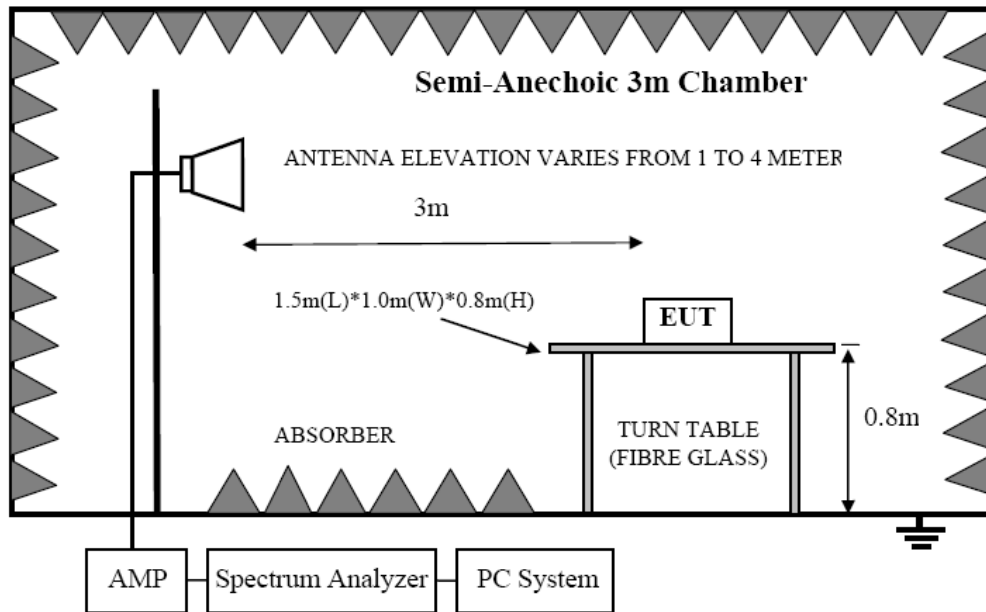 Semi-Anechoic 3m Chamber
ANTENNA ELEVATION VARIES FROM 1 TO 4 METER
3m
1.5m(L)*1.0m(W)*0.8m(H)
EUT
0.8m
ABSORBER
TURN TABLE
(FIBRE GLASS)
AMP
Spectrum Analyzer
PC System